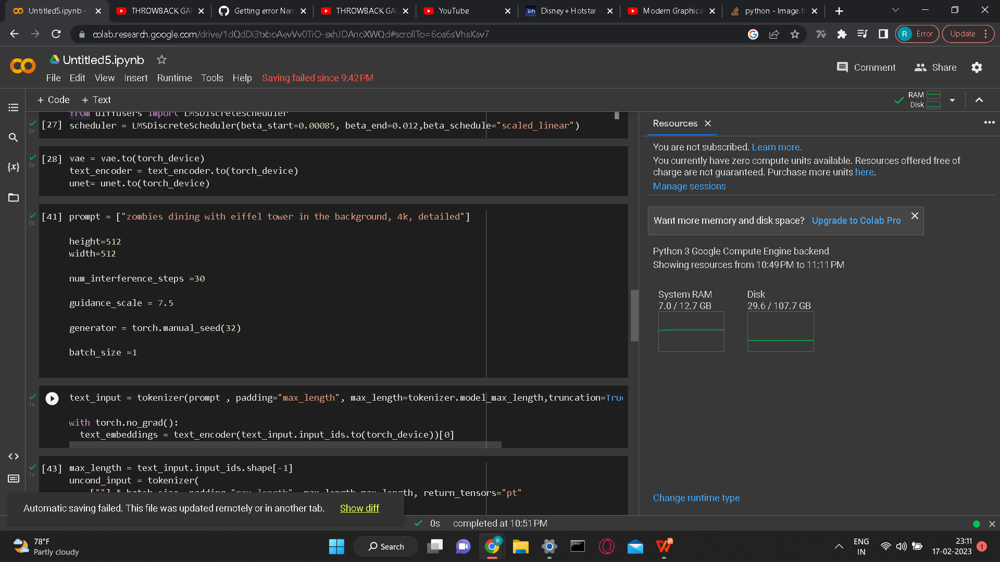 Untitled5.ipynb -
THROWBACK GA
Getting error Nam
THROWBACK GA
YouTube
Disney+ Hotstar -
Modern Graphica
python - Image.fr
colab.research.google.com/drive/1dQdDi3txboAevVv0TiO-sxhJDAnoXWQd#scrollTo=6oa6sVhsKav7
R Error
Update
Untitled5.ipynb
File Edit View Insert Runtime Tools Help Saving failed since 9:42 PM
Comment
Share
+ Code + Text
RAM
Disk
from diffusers import LMSDiscreteScheduler
[27] scheduler = LMSDiscreteScheduler(beta_start=0.00085, beta_end=0.012,beta_schedule="scaled_linear")
0s
[28] vae = vae.to(torch_device)
0s
text_encoder = text_encoder.to(torch_device)
unet= unet.to(torch_device)
[41] prompt = ["zombies dining with eiffel tower in the background, 4k, detailed"]
0s
height=512
width=512
num_interference_steps =30
guidance_scale = 7.5
generator = torch.manual_seed(32)
batch_size =1
text_input = tokenizer(prompt , padding="max_length", max_length=tokenizer.model_max_length,truncation=True
1s
with torch.no_grad():
text_embeddings = text_encoder(text_input.input_ids.to(torch_device))[0]
[43] max_length = text_input.input_ids.shape[-1]
1s
uncond_input = tokenizer(
[""] * batch_size, padding="max_length", max_length=max_length, return_tensors="pt"
Automatic saving failed. This file was updated remotely or in another tab. Show diff
0s completed at 10:51 PM
Resources
You are not subscribed. Learn more.
You currently have zero compute units available. Resources offered free of
charge are not guaranteed. Purchase more units here.
Manage sessions
Want more memory and disk space? Upgrade to Colab Pro
Python 3 Google Compute Engine backend
Showing resources from 10:49 PM to 11:11 PM
System RAM
7.0 / 12.7 GB
Disk
29.6 / 107.7 GB
Change runtime type
78°F
Partly cloudy
Search
ENG
IN
23:11
17-02-2023
1